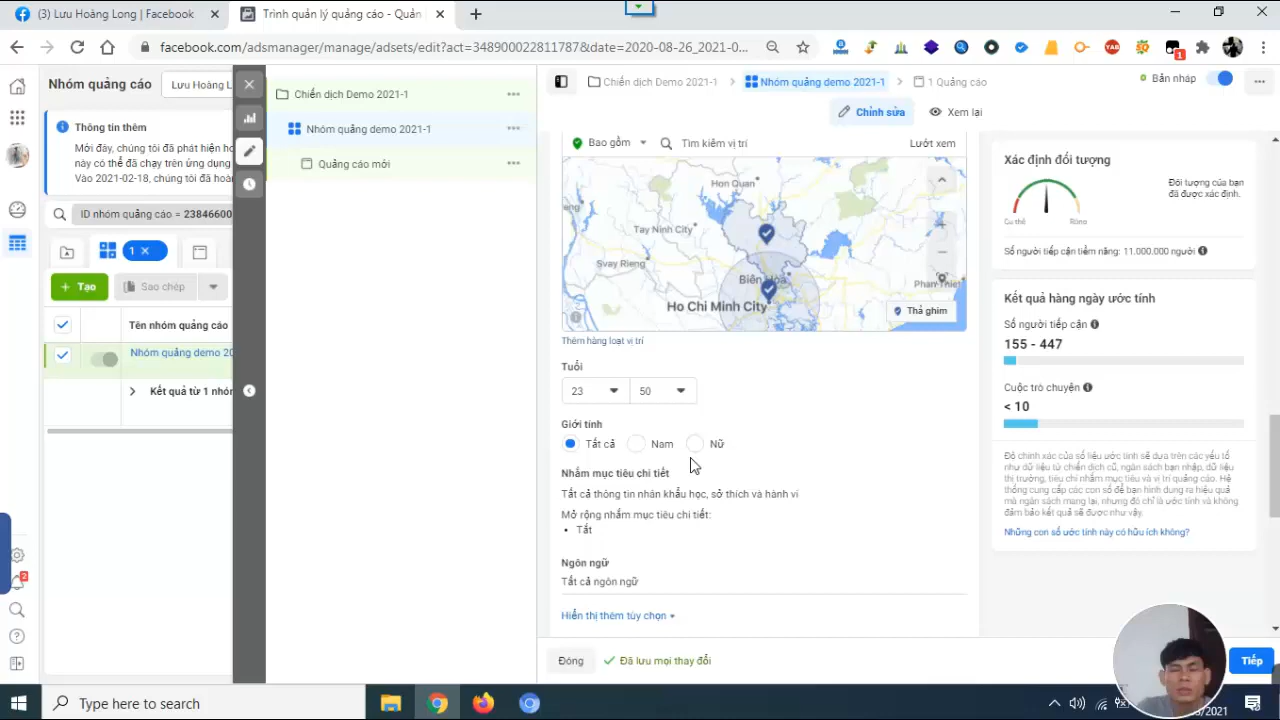 (3) Lưu Hoàng Long | Facebook
Trình quản lý quảng cáo - Quản
facebook.com/adsmanager/manage/adsets/edit?act=3489000228117​87&date=2020-08-26_2021-0...
YAB
1
Nhóm quảng cáo
Lưu Hoàng L
Thông tin thêm
Mới đây, chúng tôi đã phát hiện ho
này có thể đã chạy trên ứng dụng
Vào 2021-02-18, chúng tôi đã hoàn
ID nhóm quảng cáo = 23846600
1
Tạo
Sao chép
Tên nhóm quảng cáo
Nhóm quảng demo 20
Kết quả từ 1 nhóm
2
Chiến dịch Demo 2021-1
Nhóm quảng demo 2021-1
Quảng cáo mới
Chiến dịch Demo 2021-1
Nhóm quảng demo 2021-1
1 Quảng cáo
Bản nháp
Chỉnh sửa
Xem lại
Bao gồm
Tìm kiếm vị trí
Lướt xem
Hon Quan
eng
Tay Ninh City
Svay Rieng
Biên Hòa
Ho Chi Minh City
Phan Thiet
Thả ghim
Thêm hàng loạt vị trí
Tuổi
23
50
Giới tính
Tất cả
Nam
Nữ
Nhắm mục tiêu chi tiết
Tất cả thông tin nhân khẩu học, sở thích và hành vi
Mở rộng nhắm mục tiêu chi tiết:
• Tắt
Ngôn ngữ
Tất cả ngôn ngữ
Hiển thị thêm tùy chọn
Đóng
Đã lưu mọi thay đổi
Tiếp
Xác định đối tượng
Cụ thể
Rộng
Đối tượng của bạn
đã được xác định.
Số người tiếp cận tiềm năng: 11.000.000 người
Kết quả hàng ngày ước tính
Số người tiếp cận
155 - 447
Cuộc trò chuyện
< 10
Độ chính xác của số liệu ước tính sẽ dựa trên các yếu tố
như dữ liệu từ chiến dịch cũ, ngân sách bạn nhập, dữ liệu
thị trường, tiêu chí nhắm mục tiêu và vị trí quảng cáo. Hệ
thống cung cấp các con số để bạn hình dung ra hiệu quả
mà ngân sách mang lại, nhưng đó chỉ là ước tính và không
đảm bảo kết quả sẽ được như vậy.
Những con số ước tính này có hữu ích không?
Type here to search
/2021